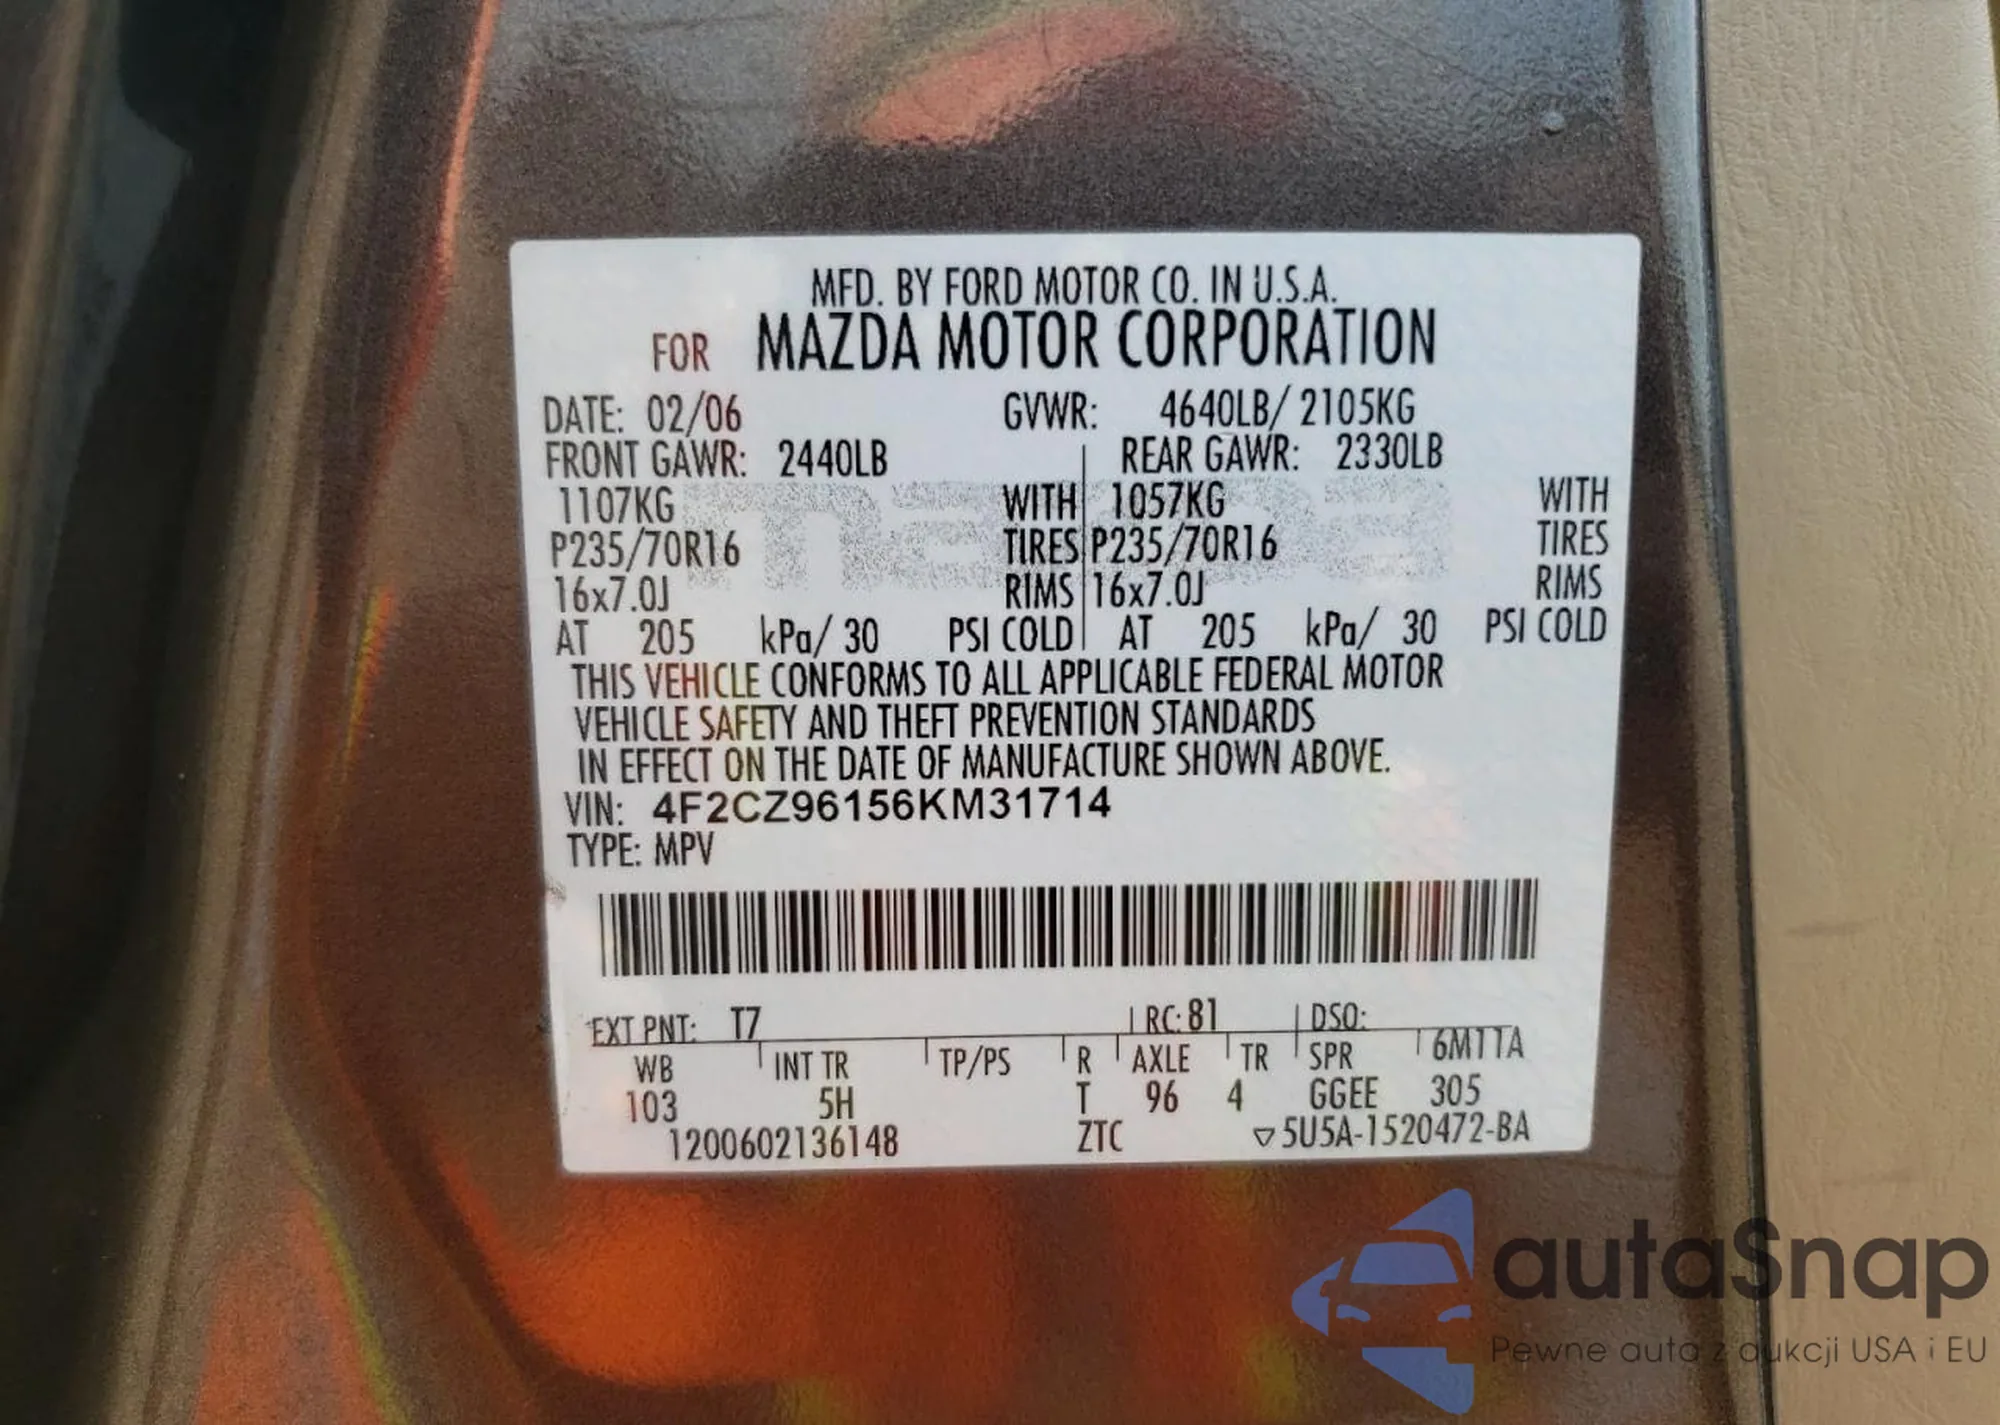 MFD. BY FORD MOTOR CO. IN U.S.A.
FOR MAZDA MOTOR CORPORATION
DATE: 02/06 GVWR: 4640LB/ 2105KG
FRONT GAWR: 2440LB REAR GAWR: 2330LB
1107KG WITH 1057KG WITH
P235/70R16 TIRES P235/70R16 TIRES
16x7.0J RIMS 16x7.0J RIMS
AT 205 kPa/ 30 PSI COLD AT 205 kPa/ 30 PSI COLD
THIS VEHICLE CONFORMS TO ALL APPLICABLE FEDERAL MOTOR
VEHICLE SAFETY AND THEFT PREVENTION STANDARDS
IN EFFECT ON THE DATE OF MANUFACTURE SHOWN ABOVE.
VIN: 4F2CZ96156KM31714
TYPE: MPV
EXT PNT: T7 RC: 81 DSO:
WB INT TR TP/PS R AXLE TR SPR 6M11A
103 5H T 96 4 GGEE 305
1200602136148 ZTC ▽5U5A-1520472-BA
autaSnap
Pewne auta z aukcji USA i EU